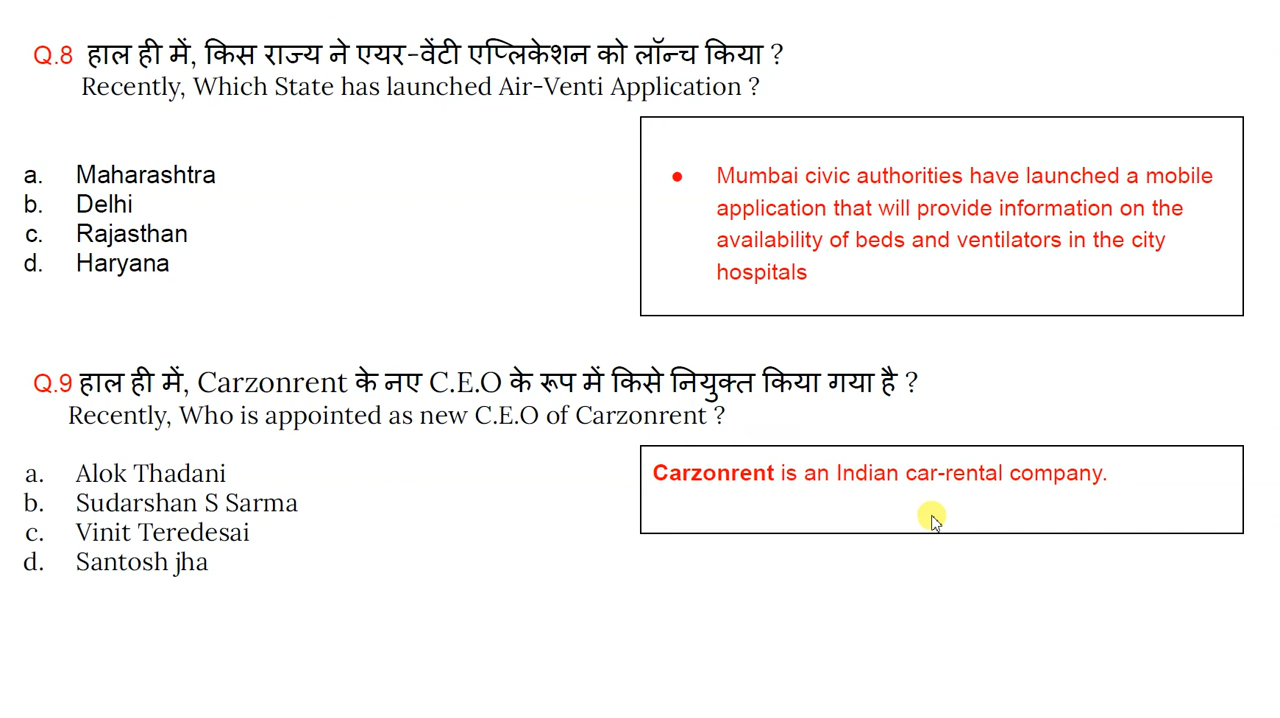 Q.8 हाल ही में, किस राज्य ने एयर-वेंटी एप्लिकेशन को लॉन्च किया ?
Recently, Which State has launched Air-Venti Application ?
a. Maharashtra
b. Delhi
c. Rajasthan
d. Haryana
● Mumbai civic authorities have launched a mobile
application that will provide information on the
availability of beds and ventilators in the city
hospitals
Q.9 हाल ही में, Carzonrent के नए C.E.O के रूप में किसे नियुक्त किया गया है ?
Recently, Who is appointed as new C.E.O of Carzonrent ?
a. Alok Thadani
b. Sudarshan S Sarma
c. Vinit Teredesai
d. Santosh jha
Carzonrent is an Indian car-rental company.